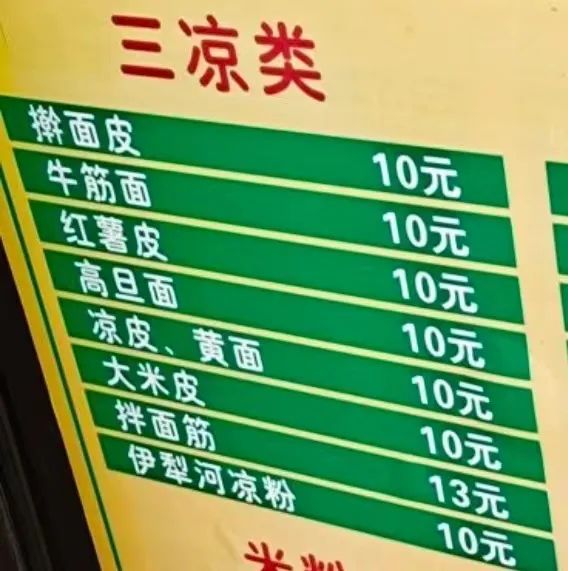 三凉类
擀面皮 10元
牛筋面 10元
红薯皮 10元
高旦面 10元
凉皮、黄面 10元
大米皮 10元
拌面筋 13元
伊犁河凉粉 10元
米粉